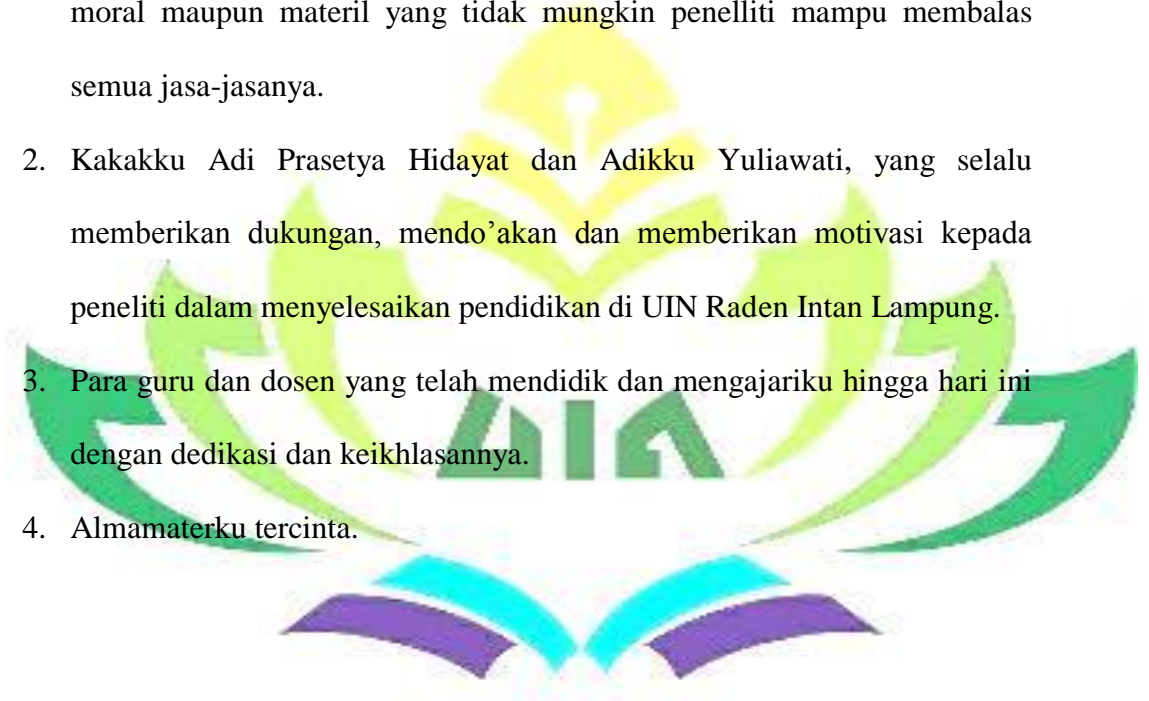 moral maupun materil yang tidak mungkin penelliti mampu membalas
semua jasa-jasanya.
2. Kakakku Adi Prasetya Hidayat dan Adikku Yuliawati, yang selalu
memberikan dukungan, mendo’akan dan memberikan motivasi kepada
peneliti dalam menyelesaikan pendidikan di UIN Raden Intan Lampung.
3. Para guru dan dosen yang telah mendidik dan mengajariku hingga hari ini
dengan dedikasi dan keikhlasannya.
UIN
4. Almamaterku tercinta.